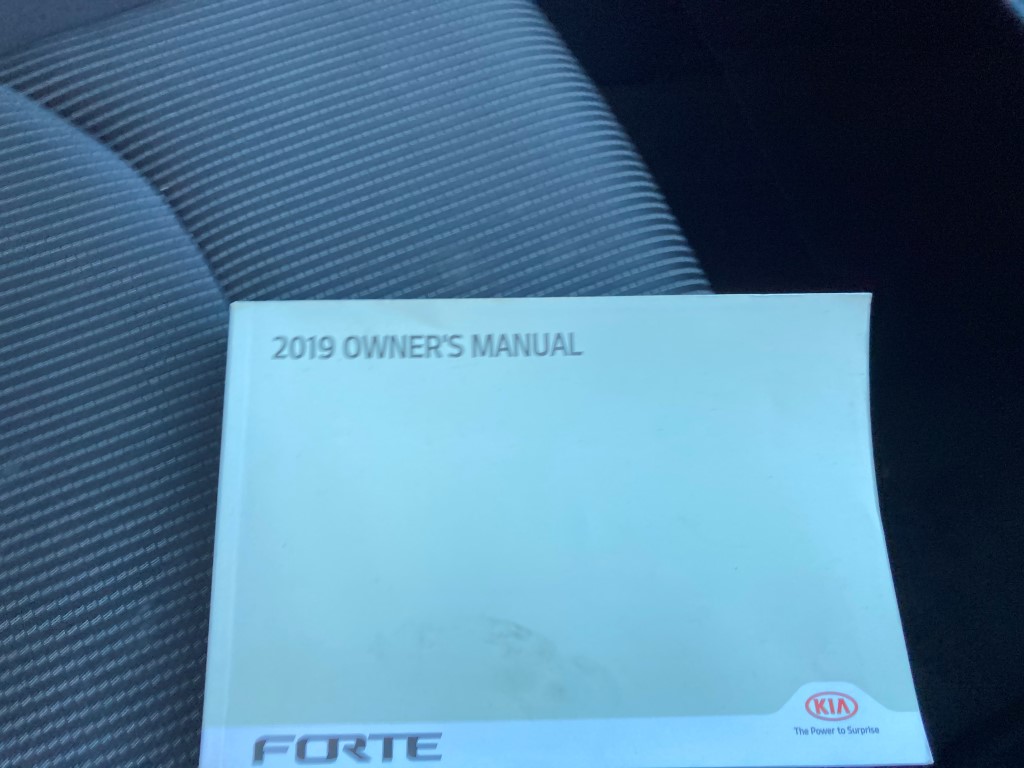 2019 OWNER'S MANUAL
KIA
The Power to Surprise
FORTE